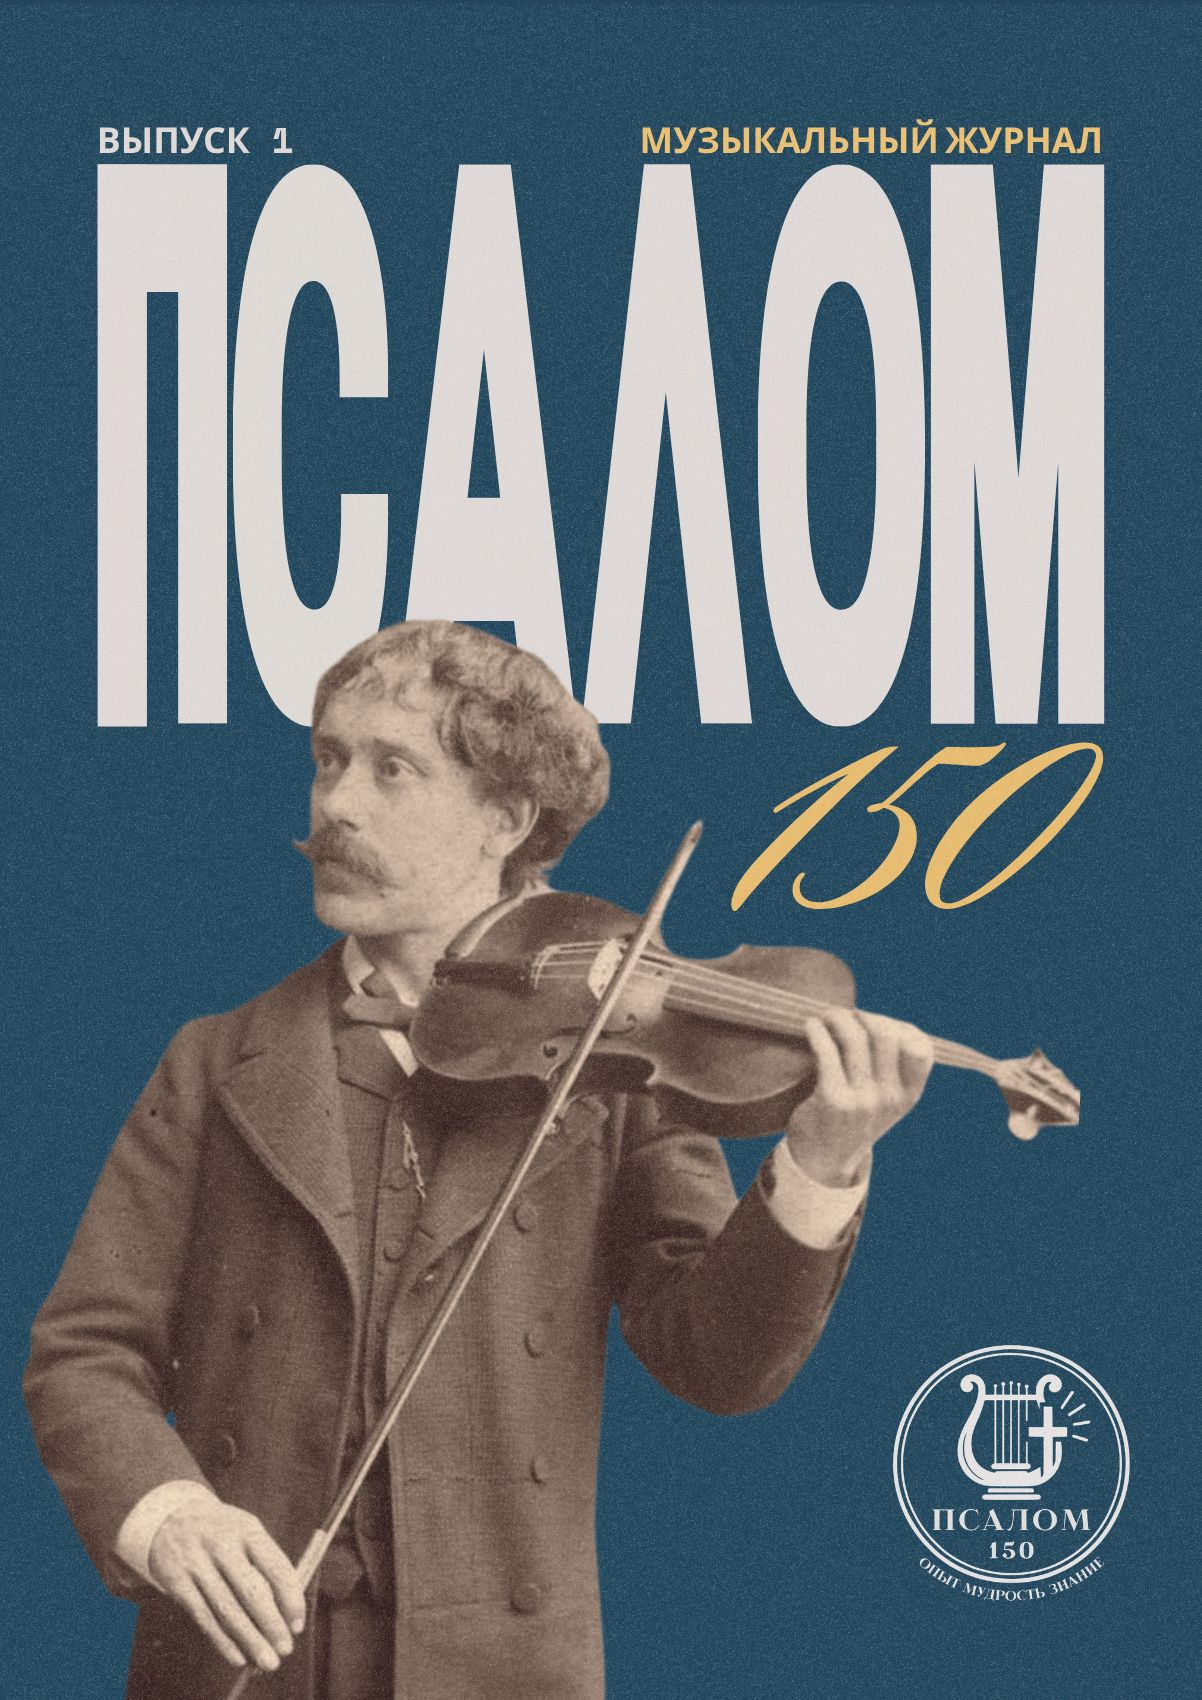 ВЫПУСК 1
МУЗЫКАЛЬНЫЙ ЖУРНАЛ
ПСАЛОМ
150
ПСАЛОМ
150
ОПЫТ МУДРОСТЬ ЗНАНИЕ